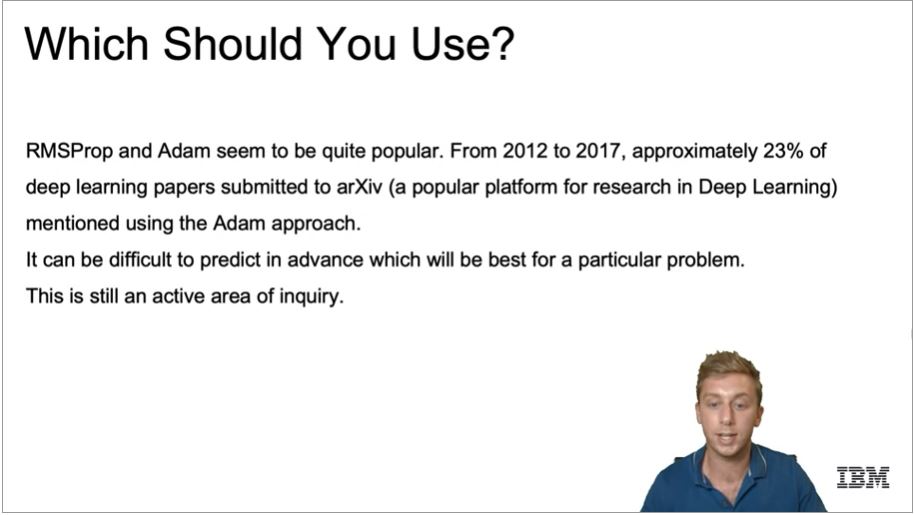 Which Should You Use?
RMSProp and Adam seem to be quite popular. From 2012 to 2017, approximately 23% of
deep learning papers submitted to arXiv (a popular platform for research in Deep Learning)
mentioned using the Adam approach.
It can be difficult to predict in advance which will be best for a particular problem.
This is still an active area of inquiry.
IBM